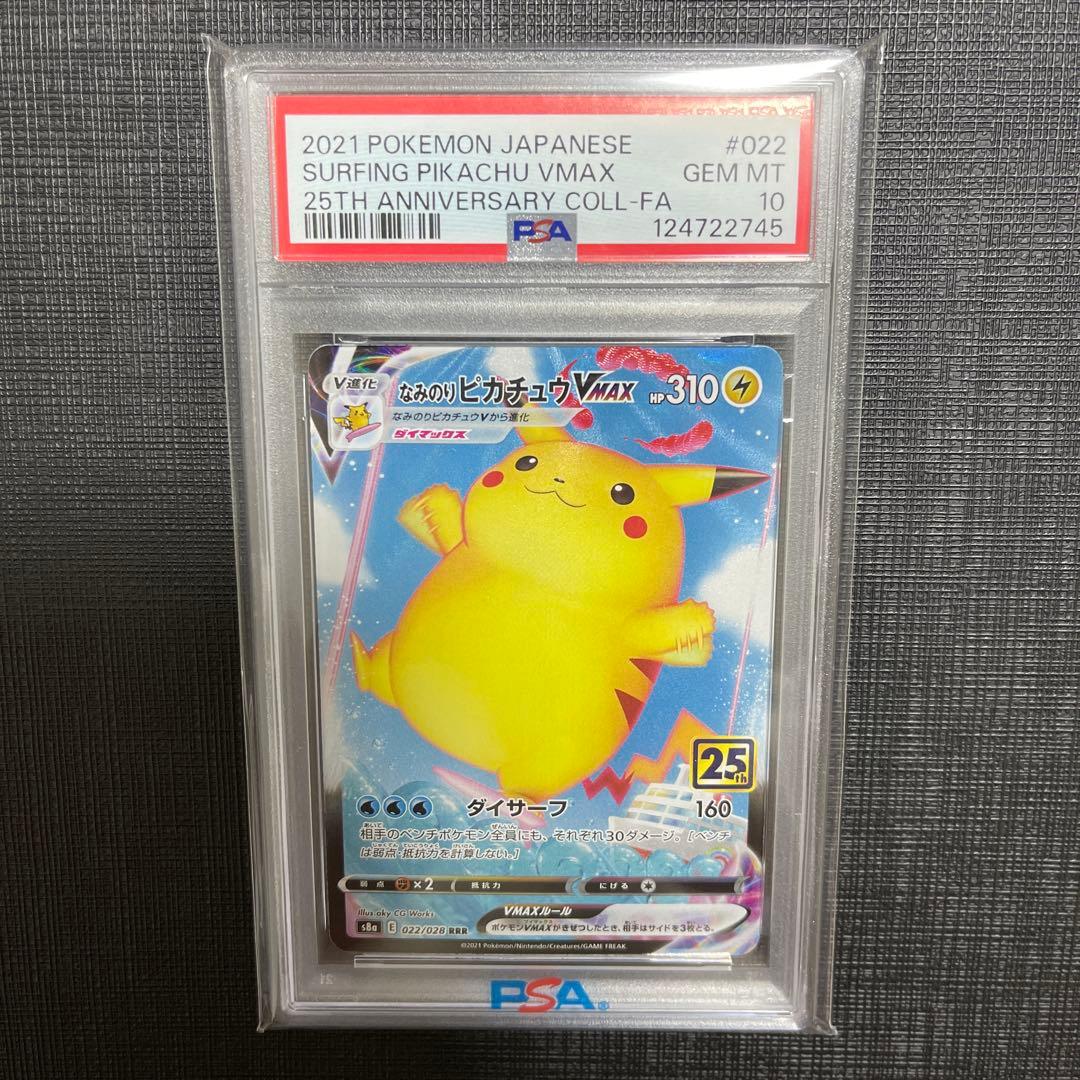 2021 POKEMON JAPANESE #022
SURFING PIKACHU VMAX GEM MT
25TH ANNIVERSARY COLL-FA 10
PSA 124722745
V進化
なみのりピカチュウVMAX HP310
なみのりピカチュウVから進化
ダイマックス
25th
ダイサーフ 160
相手のベンチポケモン全員にも、それぞれ30ダメージ。[ベンチ
は弱点・抵抗力を計算しない。]
弱点 ×2 抵抗力 にげる
Illus. aky CG Works
VMAXルール
s8a E 022/028 RRR
ポケモンVMAXがきぜつしたとき、相手はサイドを3枚とる。
©2021 Pokémon/Nintendo/Creatures/GAME FREAK.
PSA®